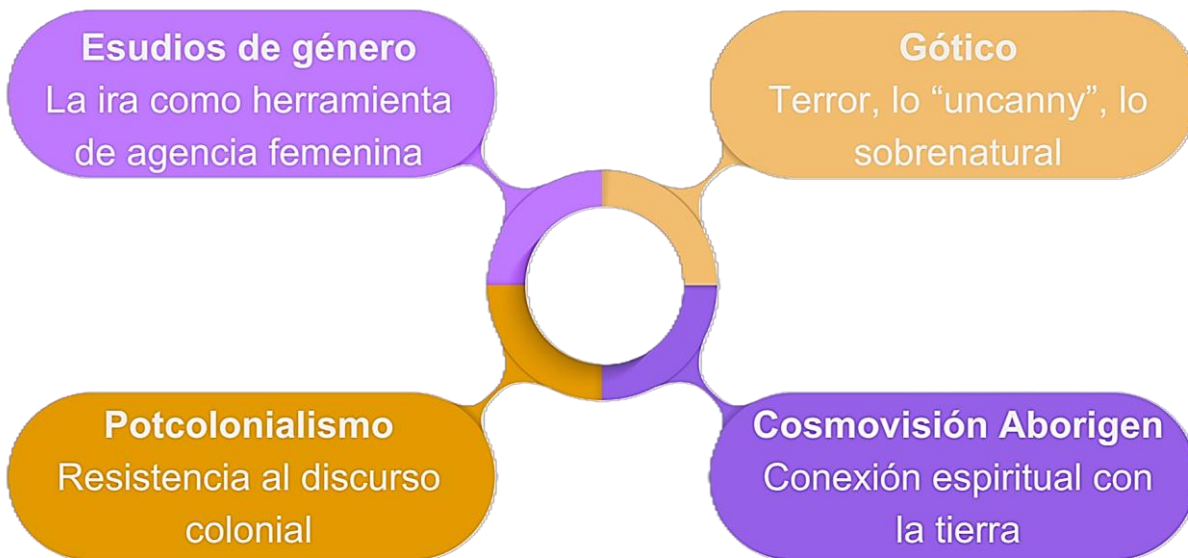 Esudios de género
La ira como herramienta
de agencia femenina
Gótico
Terror, lo “uncanny”, lo
sobrenatural
Potcolonialismo
Resistencia al discurso
colonial
Cosmovisión Aborigen
Conexión espiritual con
la tierra